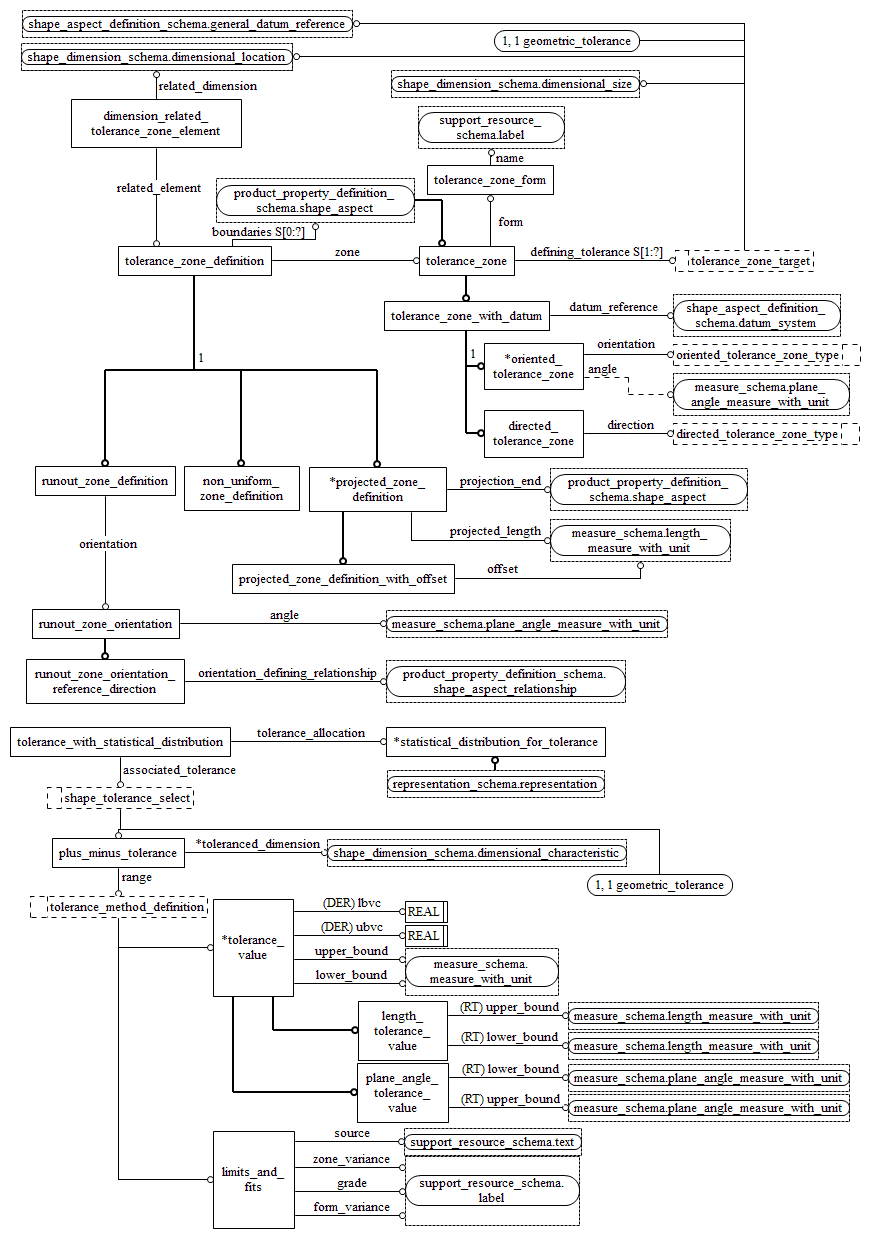 shape_aspect_definition_schema.general_datum_reference
1, 1 geometric_tolerance
shape_dimension_schema.dimensional_location
related_dimension
shape_dimension_schema.dimensional_size
dimension_related_
tolerance_zone_element
support_resource_
schema.label
name
tolerance_zone_form
related_element
product_property_definition_
schema.shape_aspect
form
boundaries S[0:?]
tolerance_zone_definition
zone
tolerance_zone
defining_tolerance S[1:?]
tolerance_zone_target
tolerance_zone_with_datum
datum_reference
shape_aspect_definition_
schema.datum_system
1
1
*oriented_
tolerance_zone
orientation
oriented_tolerance_zone_type
angle
measure_schema.plane_
angle_measure_with_unit
directed_
tolerance_zone
direction
directed_tolerance_zone_type
runout_zone_definition
non_uniform_
zone_definition
*projected_zone_
definition
projection_end
product_property_definition_
schema.shape_aspect
projected_length
measure_schema.length_
measure_with_unit
orientation
projected_zone_definition_with_offset
offset
runout_zone_orientation
angle
measure_schema.plane_angle_measure_with_unit
runout_zone_orientation_
reference_direction
orientation_defining_relationship
product_property_definition_schema.
shape_aspect_relationship
tolerance_with_statistical_distribution
tolerance_allocation
*statistical_distribution_for_tolerance
associated_tolerance
representation_schema.representation
shape_tolerance_select
plus_minus_tolerance
*toleranced_dimension
shape_dimension_schema.dimensional_characteristic
range
1, 1 geometric_tolerance
tolerance_method_definition
*tolerance_
value
(DER) lbvc
REAL
(DER) ubvc
REAL
upper_bound
lower_bound
measure_schema.
measure_with_unit
length_
tolerance_
value
(RT) upper_bound
measure_schema.length_measure_with_unit
(RT) lower_bound
measure_schema.length_measure_with_unit
plane_angle_
tolerance_
value
(RT) lower_bound
measure_schema.plane_angle_measure_with_unit
(RT) upper_bound
measure_schema.plane_angle_measure_with_unit
limits_and_
fits
source
support_resource_schema.text
zone_variance
grade
form_variance
support_resource_schema.
label